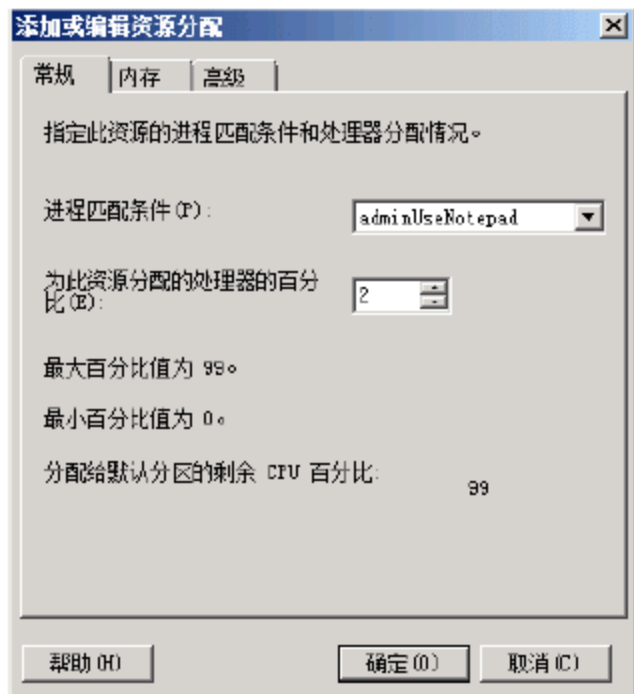 添加或编辑资源分配
常规 内存 高级
指定此资源的进程匹配条件和处理器分配情况。
进程匹配条件(P):
adminUseNotepad
为此资源分配的处理器的百分
比(E):
2
最大百分比值为 99。
最小百分比值为 0。
分配给默认分区的剩余 CPU 百分比:
99
帮助(H) 确定(O) 取消(C)